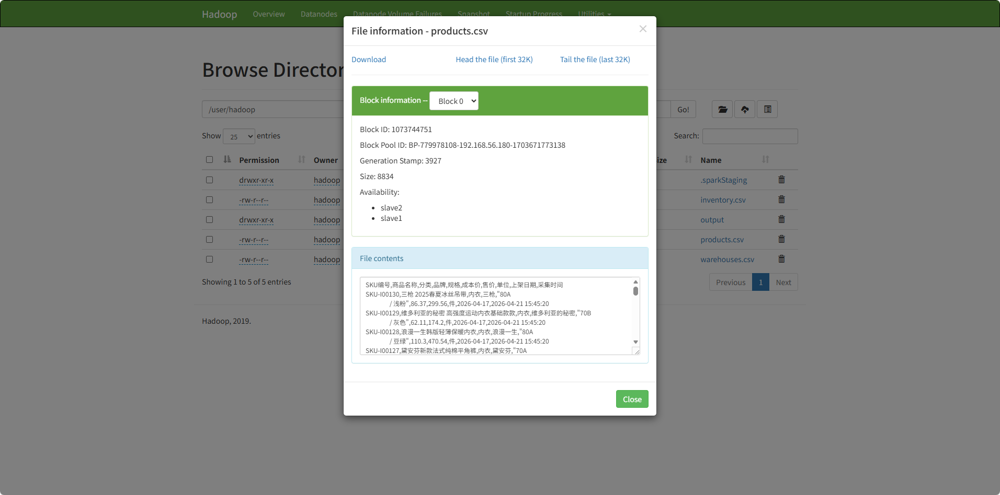 Hadoop Overview Datanodes Datanode Volume Failures Snapshot Startup Progress Utilities
File information - products.csv ×
Download Head the file (first 32K) Tail the file (last 32K)
Browse Director
Block information -- Block 0
/user/hadoop Go!
Block ID: 1073744751
Show 25 entries Search:
Block Pool ID: BP-779978108-192.168.56.180-1703671773138
Permission Owner ize Name
Generation Stamp: 3927
Size: 8834
drwxr-xr-x hadoop .sparkStaging
Availability:
-rw-r--r-- hadoop inventory.csv
slave2
slave1
drwxr-xr-x hadoop output
-rw-r--r-- hadoop products.csv
-rw-r--r-- hadoop warehouses.csv
File contents
Showing 1 to 5 of 5 entries Previous 1 Next
SKU编号,商品名称,分类,品牌,规格,成本价,售价,单位,上架日期,采集时间
SKU-I00130,三枪 2025春夏冰丝吊带,内衣,三枪,"80A
/ 浅粉",86.37,299.56,件,2026-04-17,2026-04-21 15:45:20
SKU-I00129,维多利亚的秘密 高强度运动内衣基础款款,内衣,维多利亚的秘密,"70B
/ 灰色",62.11,174.2,件,2026-04-17,2026-04-21 15:45:20
SKU-I00128,浪漫一生韩版轻薄保暖内衣,内衣,浪漫一生,"80A
/ 豆绿",110.3,470.54,件,2026-04-17,2026-04-21 15:45:20
SKU-I00127,黛安芬新款法式纯棉平角裤,内衣,黛安芬,"70A
Hadoop, 2019.
Close